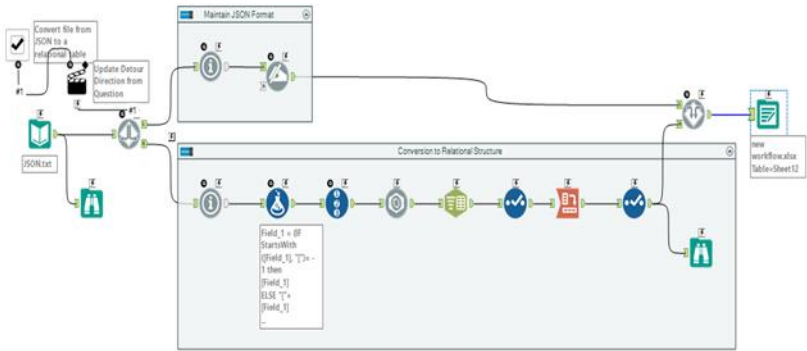 Convert file from
JSON to a
relational table
#1
Update Detour
Direction from
Question
#1
JSON.txt
Maintain JSON Format
Conversion to Relational Structure
Field_1 = (IF
StartsWith
([Field_1], "[")= -
1 then
[Field_1]
ELSE "["+
[Field_1]
...
new
workflow.xlsx
Table=Sheet12